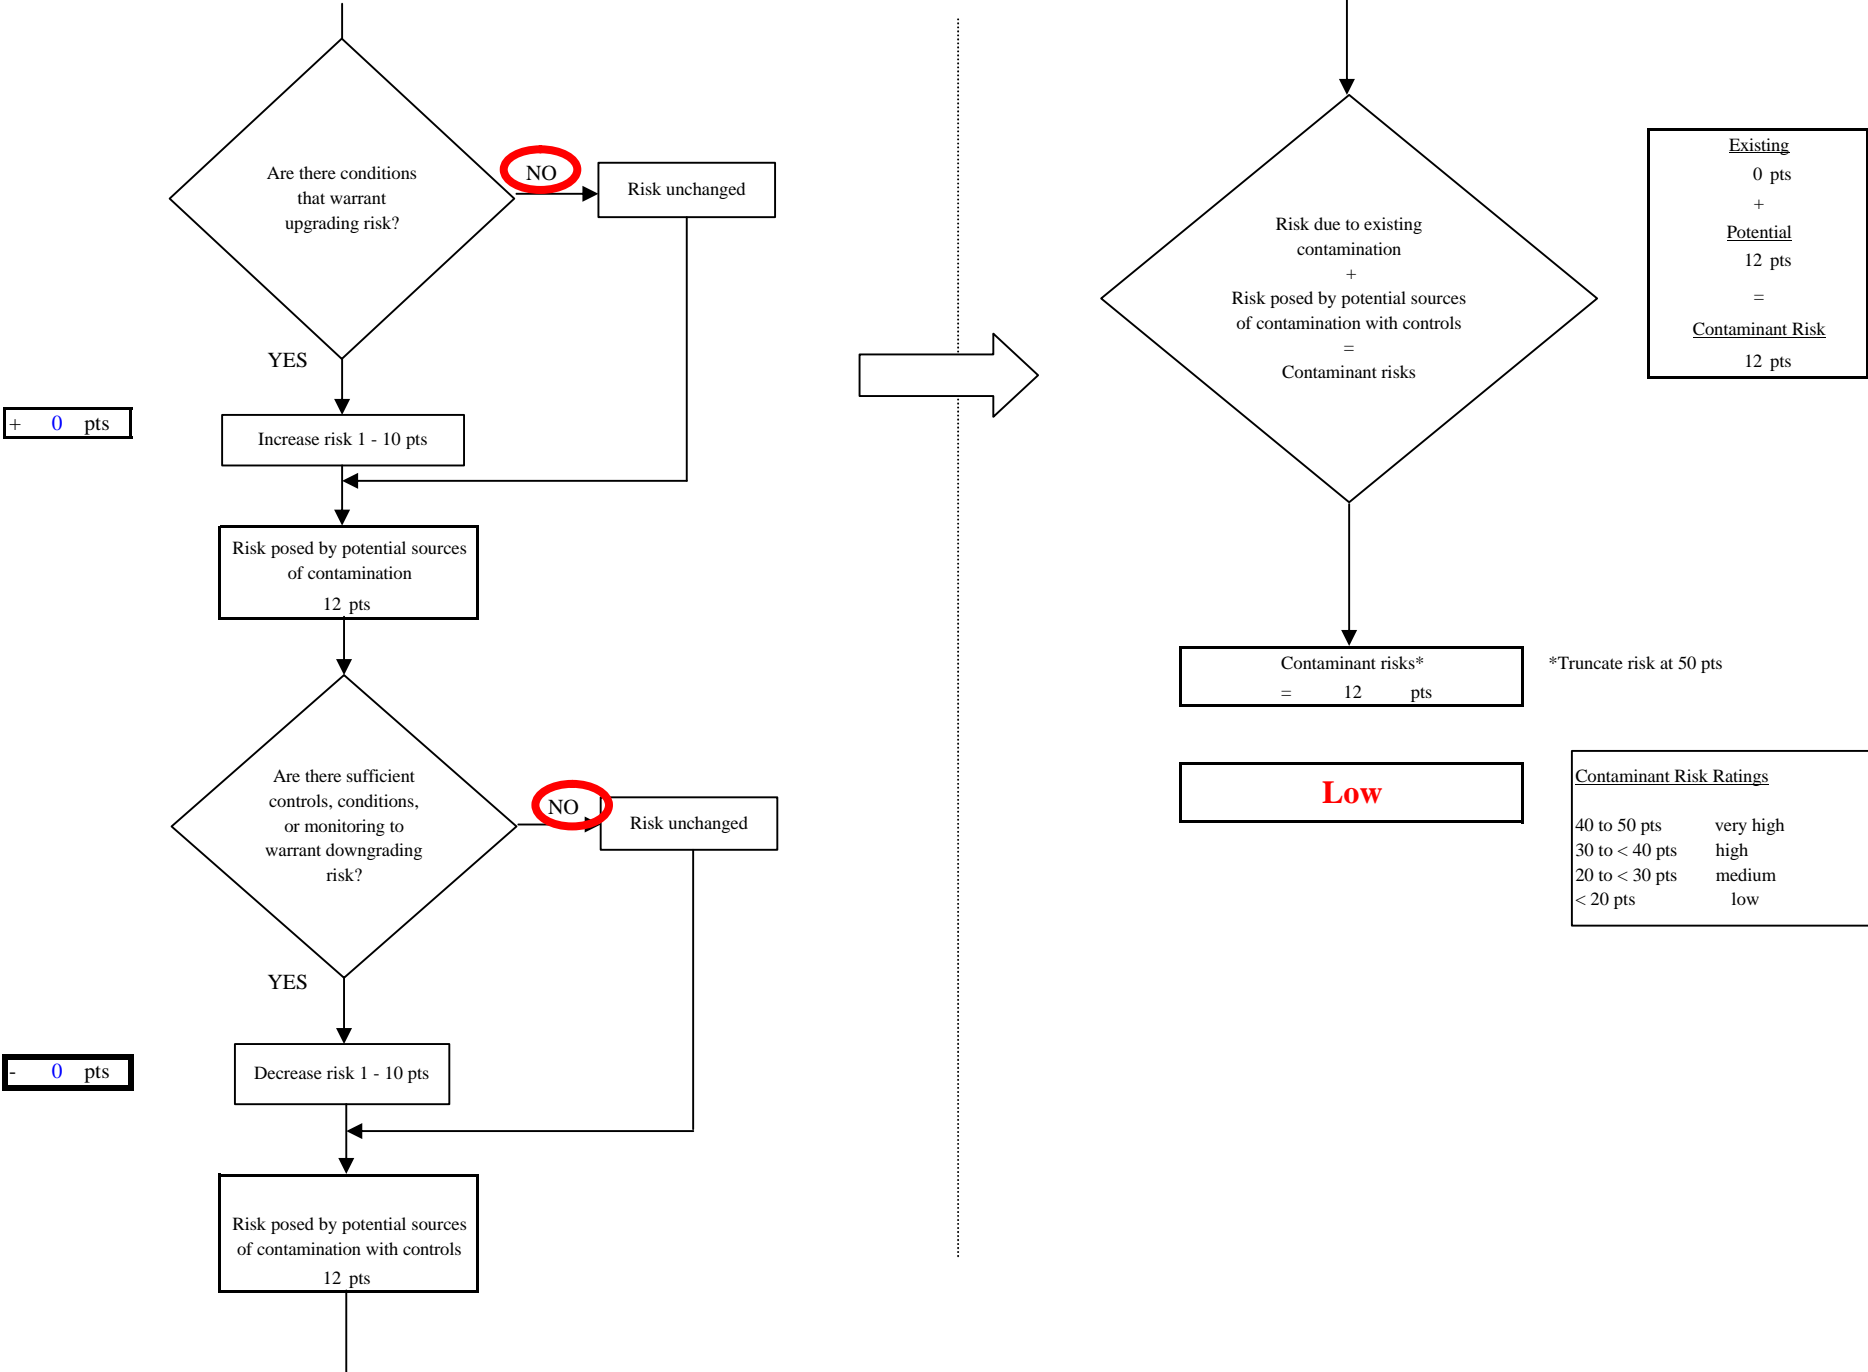 Are there conditions
that warrant
upgrading risk?
NO
Risk unchanged
YES
+ 0 pts
Increase risk 1 - 10 pts
Risk posed by potential sources
of contamination
12 pts
Are there sufficient
controls, conditions,
or monitoring to
warrant downgrading
risk?
NO
Risk unchanged
YES
- 0 pts
Decrease risk 1 - 10 pts
Risk posed by potential sources
of contamination with controls
12 pts
Risk due to existing
contamination
+
Risk posed by potential sources
of contamination with controls
=
Contaminant risks
Existing
0 pts
+
Potential
12 pts
=
Contaminant Risk
12 pts
Contaminant risks*
= 12 pts
*Truncate risk at 50 pts
Low
Contaminant Risk Ratings
40 to 50 pts very high
30 to < 40 pts high
20 to < 30 pts medium
< 20 pts low